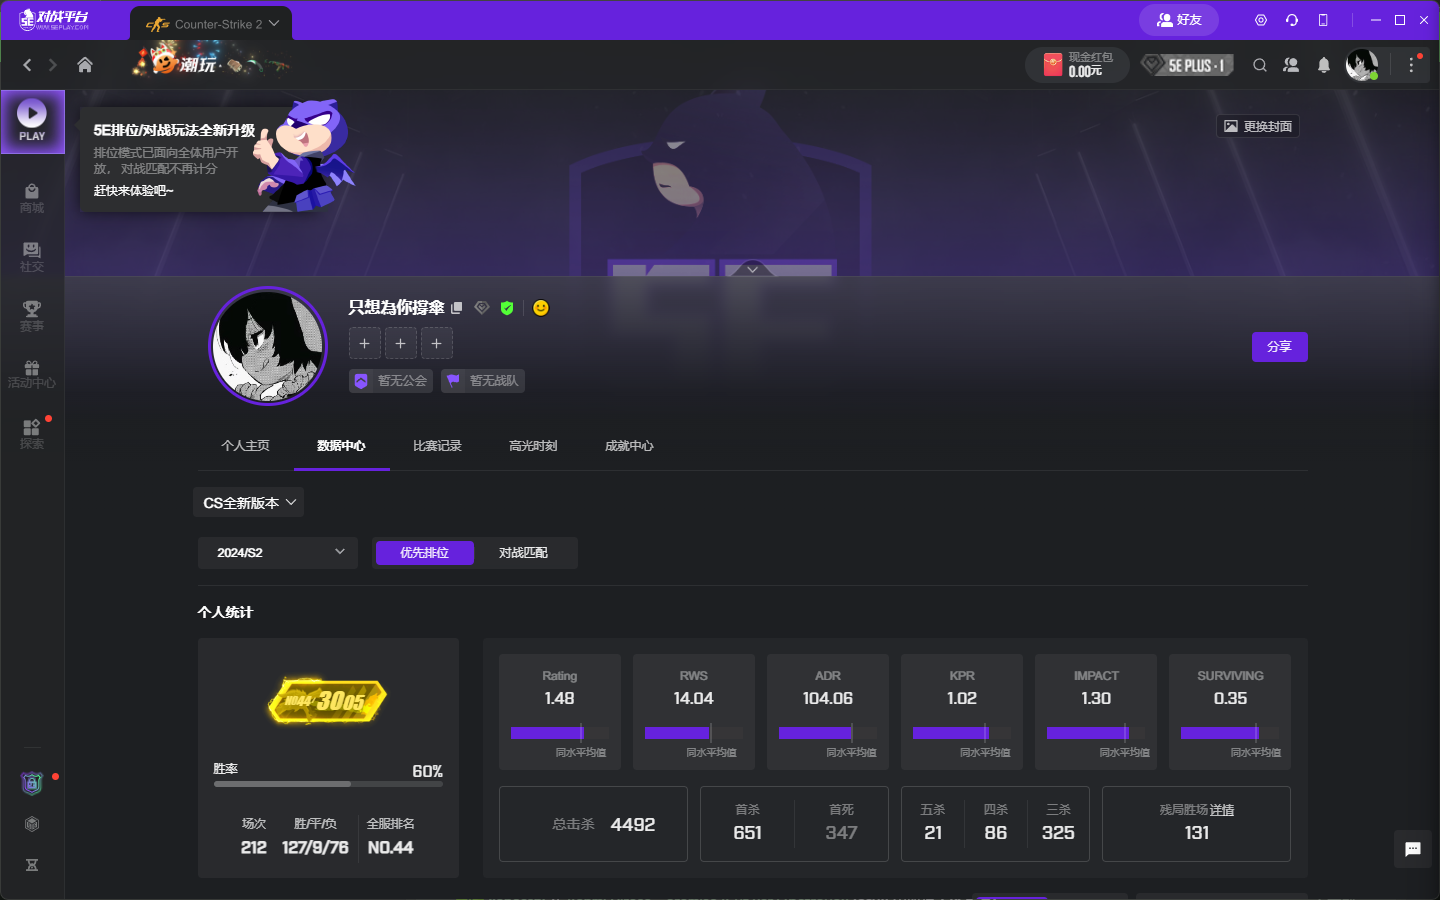 5E 对战平台
WWW.5EPLAY.COM
Counter-Strike 2
好友
潮玩
现金红包
0.00元
5E PLUS·1
PLAY
商城
社交
赛事
活动中心
探索
5E排位/对战玩法全新升级
排位模式已面向全体用户开
放， 对战匹配不再计分
赶快来体验吧~
更换封面
只想為你撐傘
暂无公会
暂无战队
分享
个人主页
数据中心
比赛记录
高光时刻
成就中心
CS全新版本
2024/S2
优先排位
对战匹配
个人统计
NO44
3005
胜率
60%
场次
胜/平/负
全服排名
212
127/9/76
NO.44
Rating
1.48
同水平均值
RWS
14.04
同水平均值
ADR
104.06
同水平均值
KPR
1.02
同水平均值
IMPACT
1.30
同水平均值
SURVIVING
0.35
同水平均值
总击杀 4492
首杀
651
首死
347
五杀
21
四杀
86
三杀
325
残局胜场详情
131